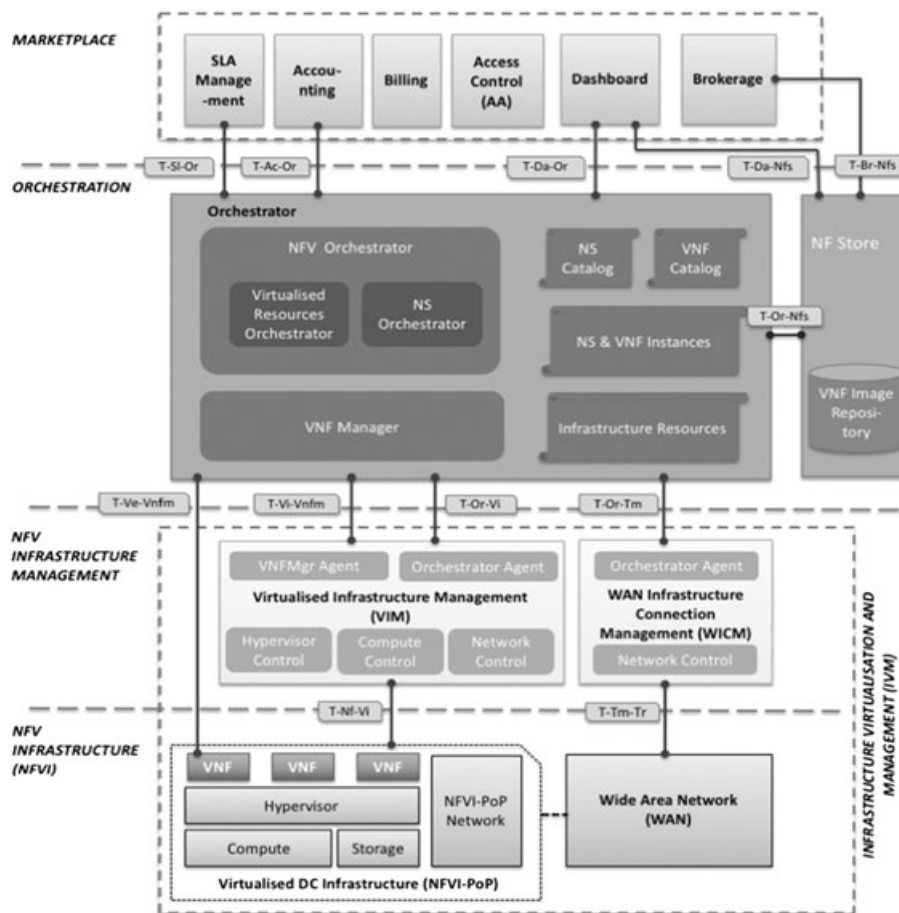 MARKETPLACE
SLA
Manage
-ment
Accou-
nting
Billing
Access
Control
(AA)
Dashboard
Brokerage
T-Sl-Or
T-Ac-Or
T-Da-Or
T-Da-Nfs
T-Br-Nfs
ORCHESTRATION
Orchestrator
NFV Orchestrator
Virtualised
Resources
Orchestrator
NS
Orchestrator
NS
Catalog
VNF
Catalog
NF Store
T-Or-Nfs
NS & VNF Instances
VNF Manager
Infrastructure Resources
VNF Image
Reposi-
tory
T-Ve-Vnfm
T-Vi-Vnfm
T-Or-Vi
T-Or-Tm
NFV
INFRASTRUCTURE
MANAGEMENT
VNFMgr Agent
Orchestrator Agent
Virtualised Infrastructure Management
(VIM)
Hypervisor
Control
Compute
Control
Network
Control
Orchestrator Agent
WAN Infrastructure
Connection
Management (WICM)
Network Control
INFRASTRUCTURE VIRTUALISATION AND
MANAGEMENT (IVM)
T-Nf-Vi
T-Tm-Tr
NFV
INFRASTRUCTURE
(NFVI)
VNF
VNF
VNF
Hypervisor
Compute
Storage
NFVI-PoP
Network
Virtualised DC Infrastructure (NFVI-PoP)
Wide Area Network
(WAN)